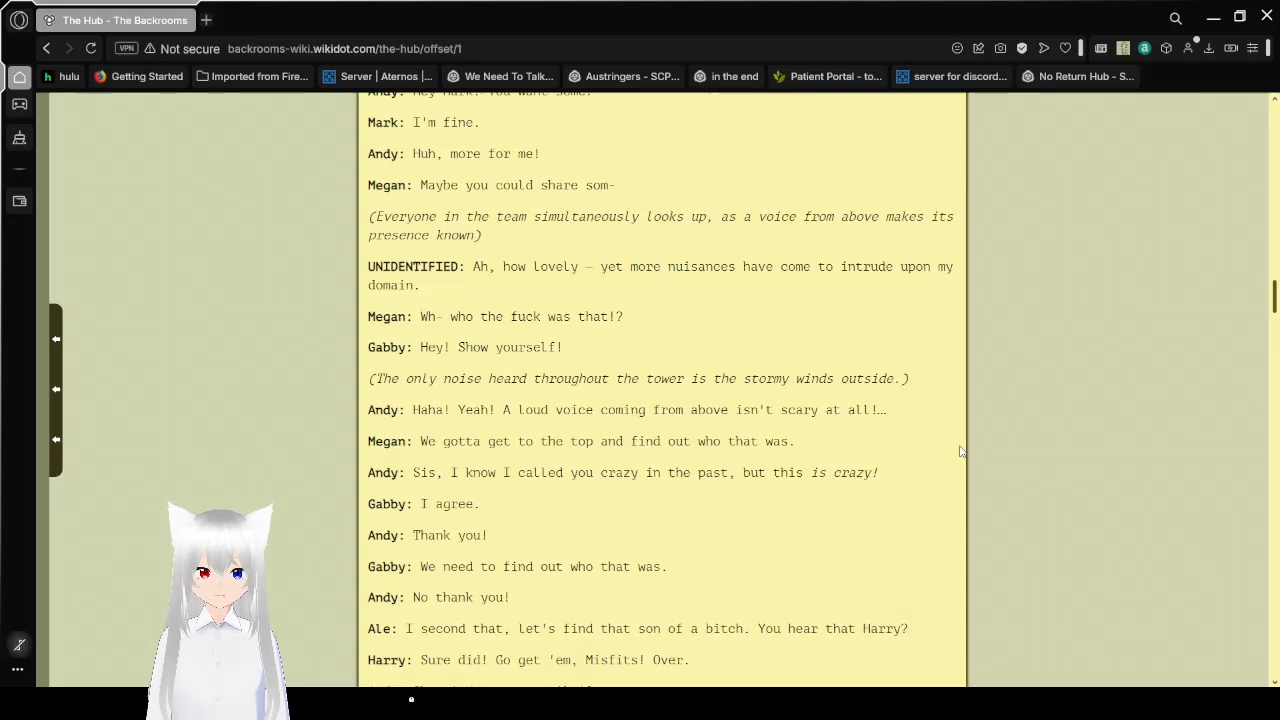 The Hub - The Backrooms
VPN
Not secure
backrooms-wiki.wikidot.com/the-hub/offset/1
hulu
Getting Started
Imported from Fire...
Server | Aternos |...
We Need To Talk...
Austringers - SCP...
in the end
Patient Portal - to...
server for discord...
No Return Hub - S...
Andy: Hey Mark! You want some?
Mark: I'm fine.
Andy: Huh, more for me!
Megan: Maybe you could share som-
(Everyone in the team simultaneously looks up, as a voice from above makes its
presence known)
UNIDENTIFIED: Ah, how lovely – yet more nuisances have come to intrude upon my
domain.
Megan: Wh- who the fuck was that!?
Gabby: Hey! Show yourself!
(The only noise heard throughout the tower is the stormy winds outside.)
Andy: Haha! Yeah! A loud voice coming from above isn't scary at all!…
Megan: We gotta get to the top and find out who that was.
Andy: Sis, I know I called you crazy in the past, but this is crazy!
Gabby: I agree.
Andy: Thank you!
Gabby: We need to find out who that was.
Andy: No thank you!
Ale: I second that, let's find that son of a bitch. You hear that Harry?
Harry: Sure did! Go get 'em, Misfits! Over.